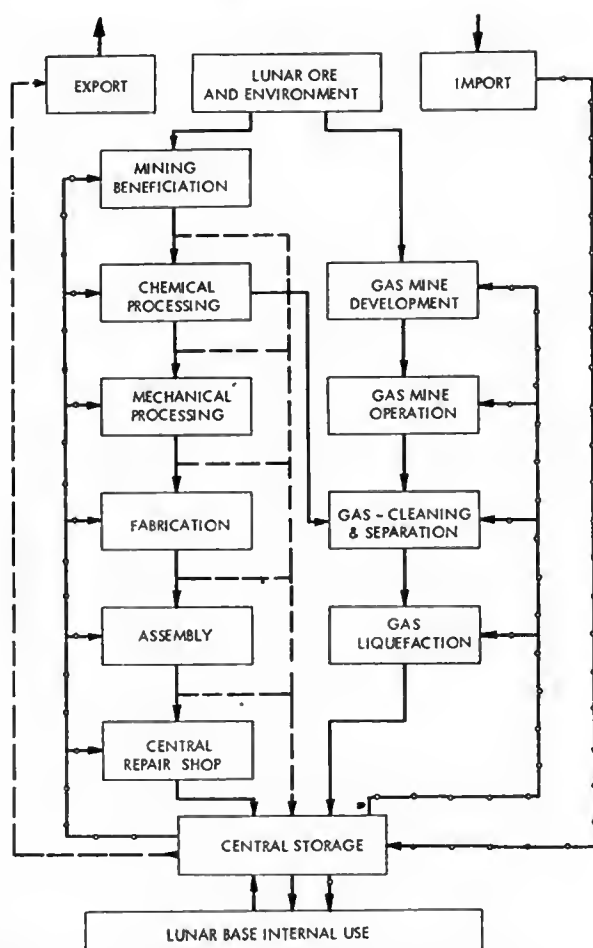 EXPORT
LUNAR ORE
AND ENVIRONMENT
IMPORT
MINING
BENEFICIATION
CHEMICAL
PROCESSING
GAS MINE
DEVELOPMENT
MECHANICAL
PROCESSING
GAS MINE
OPERATION
FABRICATION
GAS - CLEANING
& SEPARATION
ASSEMBLY
GAS
LIQUEFACTION
CENTRAL
REPAIR SHOP
CENTRAL STORAGE
LUNAR BASE INTERNAL USE